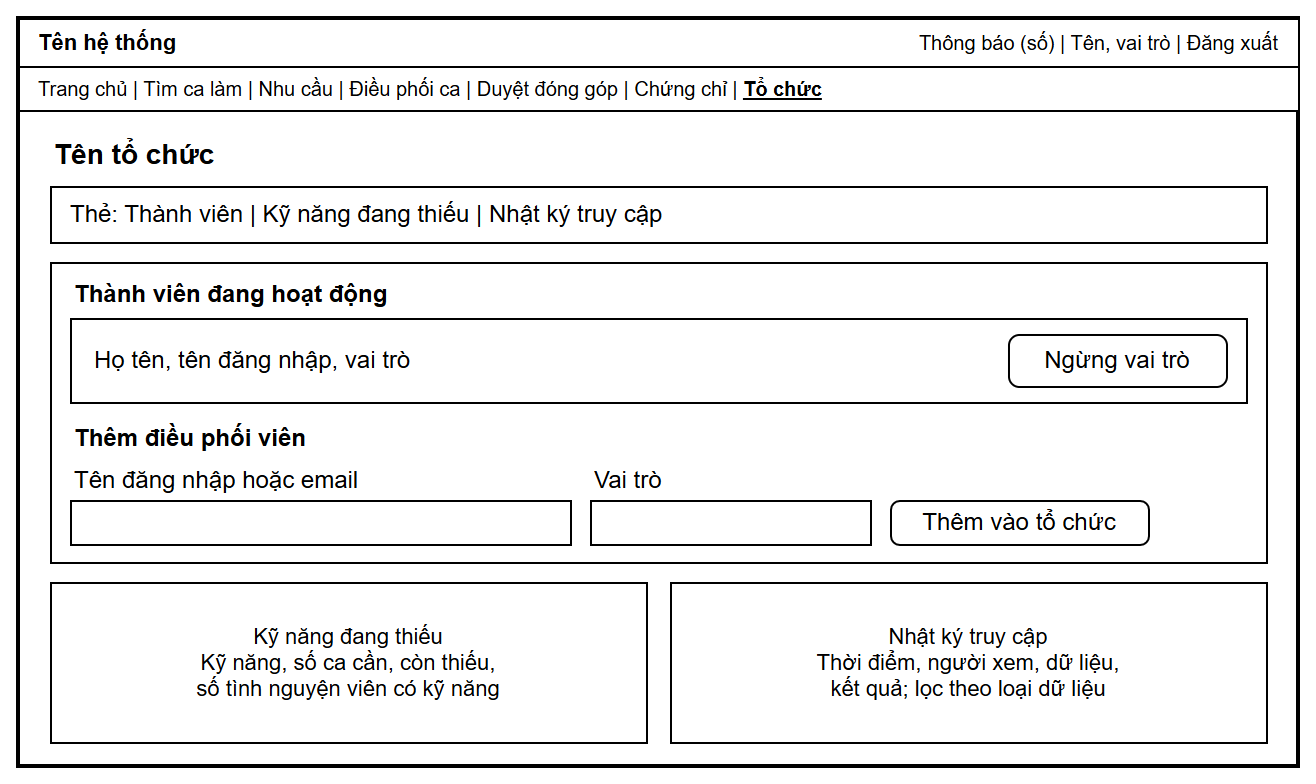 Tên hệ thống
Thông báo (số) | Tên, vai trò | Đăng xuất
Trang chủ | Tìm ca làm | Nhu cầu | Điều phối ca | Duyệt đóng góp | Chứng chỉ | Tổ chức
Tên tổ chức
Thẻ: Thành viên | Kỹ năng đang thiếu | Nhật ký truy cập
Thành viên đang hoạt động
Họ tên, tên đăng nhập, vai trò
Ngừng vai trò
Thêm điều phối viên
Tên đăng nhập hoặc email
Vai trò
Thêm vào tổ chức
Kỹ năng đang thiếu
Kỹ năng, số ca cần, còn thiếu,
số tình nguyện viên có kỹ năng
Nhật ký truy cập
Thời điểm, người xem, dữ liệu,
kết quả; lọc theo loại dữ liệu